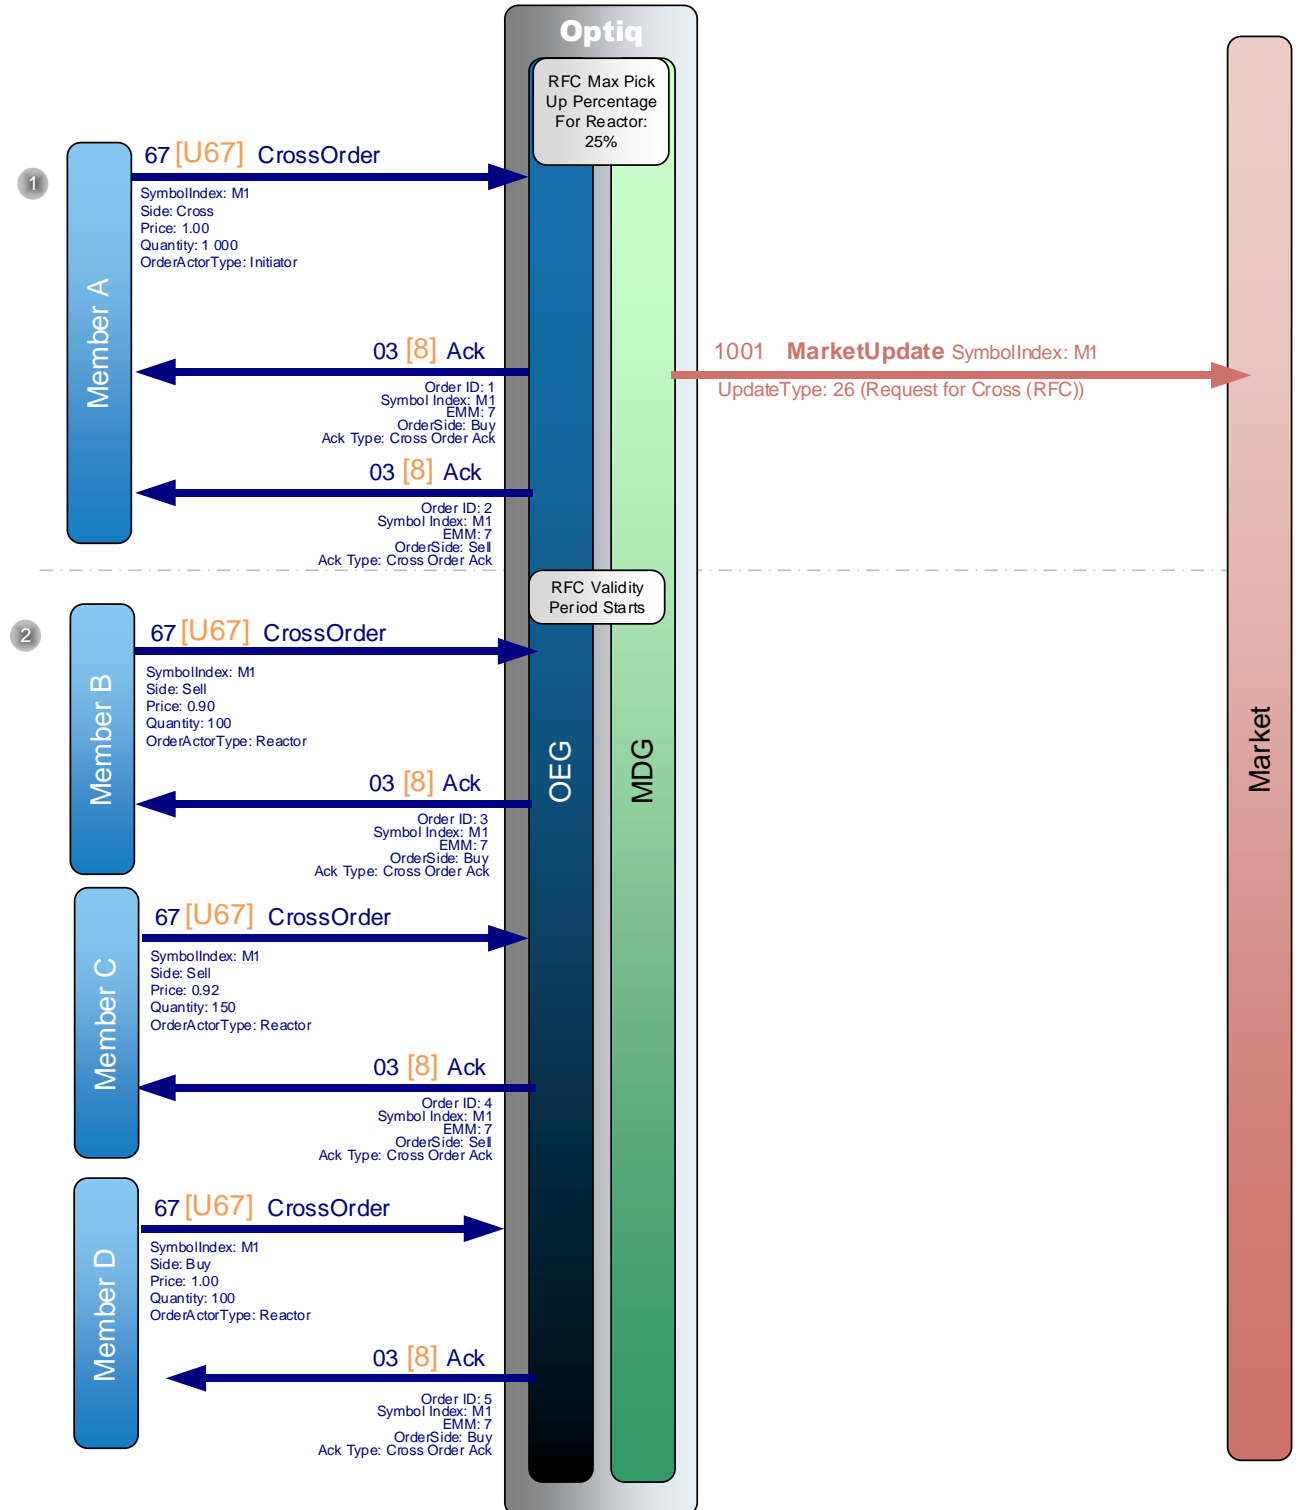 Optiq
RFC Max Pick
Up Percentage
For Reactor:
25%
1
Member A
67 [U67] CrossOrder
SymbolIndex: M1
Side: Cross
Price: 1.00
Quantity: 1 000
OrderActorType: Initiator
03 [8] Ack
Order ID: 1
Symbol Index: M1
EMM: 7
OrderSide: Buy
Ack Type: Cross Order Ack
1001 MarketUpdate SymbolIndex: M1
UpdateType: 26 (Request for Cross (RFC))
03 [8] Ack
Order ID: 2
Symbol Index: M1
EMM: 7
OrderSide: Sell
Ack Type: Cross Order Ack
RFC Validity
Period Starts
2
Member B
67 [U67] CrossOrder
SymbolIndex: M1
Side: Sell
Price: 0.90
Quantity: 100
OrderActorType: Reactor
OEG
MDG
Market
03 [8] Ack
Order ID: 3
Symbol Index: M1
EMM: 7
OrderSide: Buy
Ack Type: Cross Order Ack
Member C
67 [U67] CrossOrder
SymbolIndex: M1
Side: Sell
Price: 0.92
Quantity: 150
OrderActorType: Reactor
03 [8] Ack
Order ID: 4
Symbol Index: M1
EMM: 7
OrderSide: Sell
Ack Type: Cross Order Ack
Member D
67 [U67] CrossOrder
SymbolIndex: M1
Side: Buy
Price: 1.00
Quantity: 100
OrderActorType: Reactor
03 [8] Ack
Order ID: 5
Symbol Index: M1
EMM: 7
OrderSide: Buy
Ack Type: Cross Order Ack